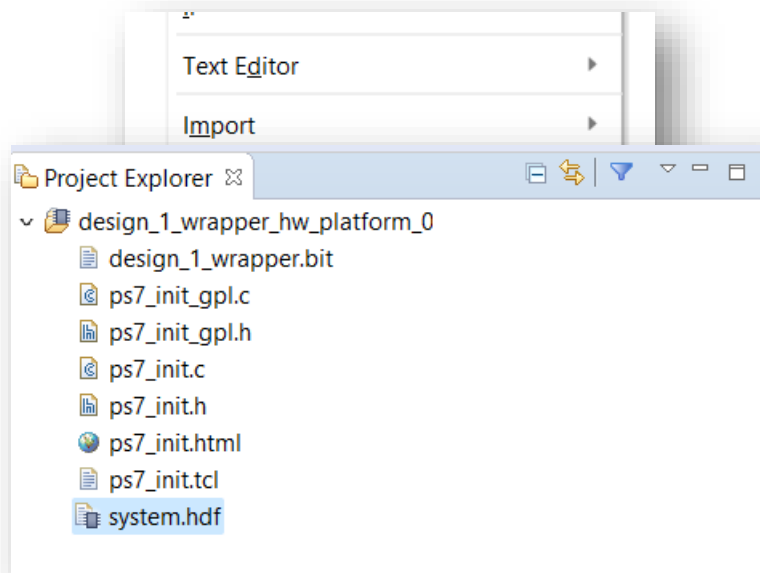 Text Editor
Import
Project Explorer
design_1_wrapper_hw_platform_0
design_1_wrapper.bit
ps7_init_gpl.c
ps7_init_gpl.h
ps7_init.c
ps7_init.h
ps7_init.html
ps7_init.tcl
system.hdf